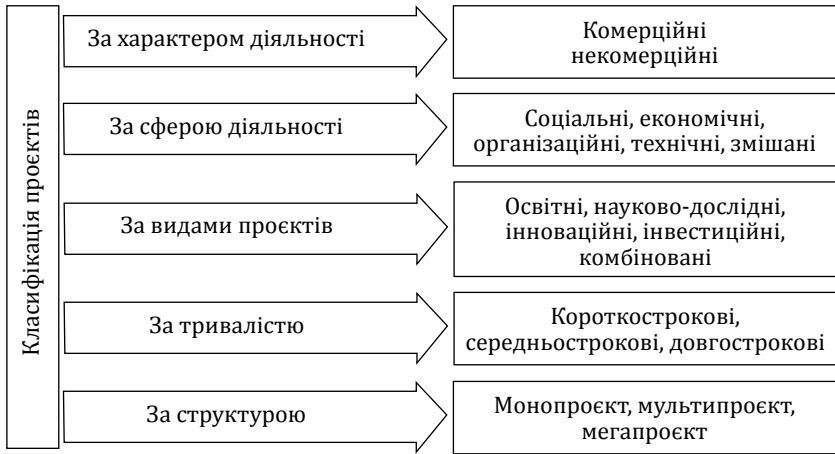 Класифікація проєктів
За характером діяльності
Комерційні
некомерційні
За сферою діяльності
Соціальні, економічні,
організаційні, технічні, змішані
За видами проєктів
Освітні, науково-дослідні,
інноваційні, інвестиційні,
комбіновані
За тривалістю
Короткострокові,
середньострокові, довгострокові
За структурою
Монопроєкт, мультипроєкт,
мегапроєкт